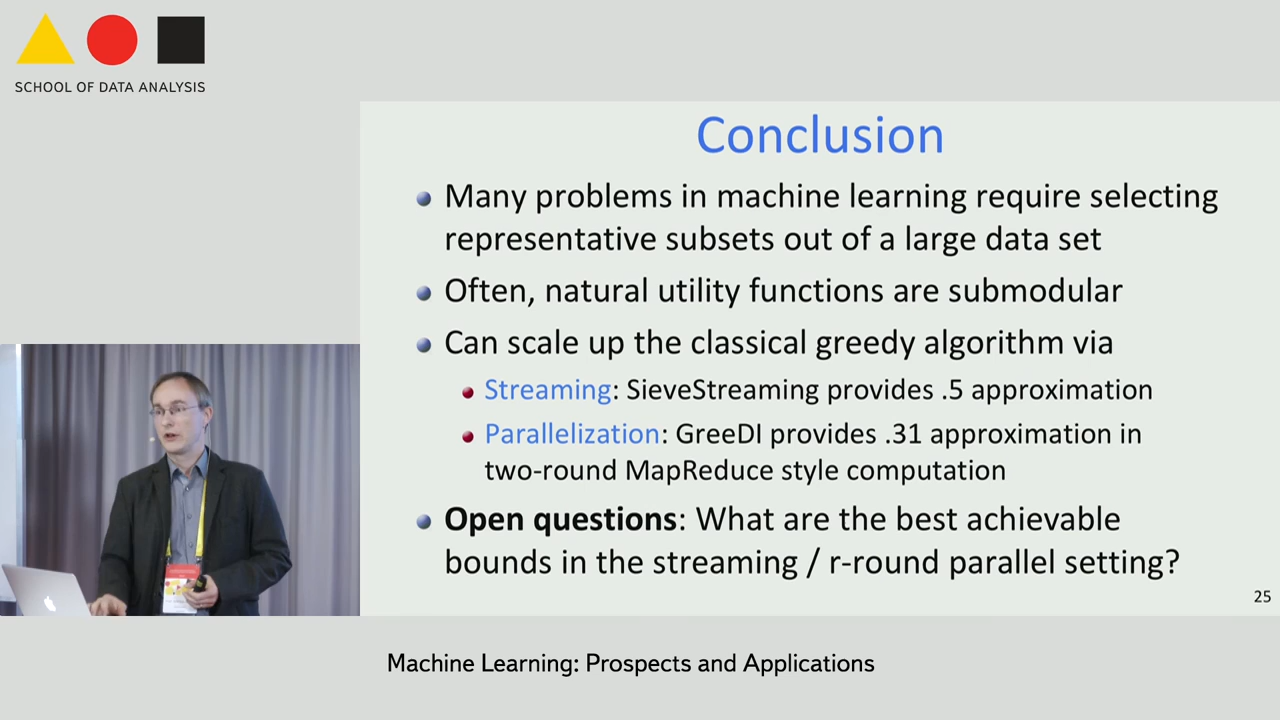 SCHOOL OF DATA ANALYSIS
Conclusion
Many problems in machine learning require selecting
representative subsets out of a large data set
Often, natural utility functions are submodular
Can scale up the classical greedy algorithm via
Streaming: SieveStreaming provides .5 approximation
Parallelization: GreeDI provides .31 approximation in
two-round MapReduce style computation
Open questions: What are the best achievable
bounds in the streaming / r-round parallel setting?
25
Machine Learning: Prospects and Applications